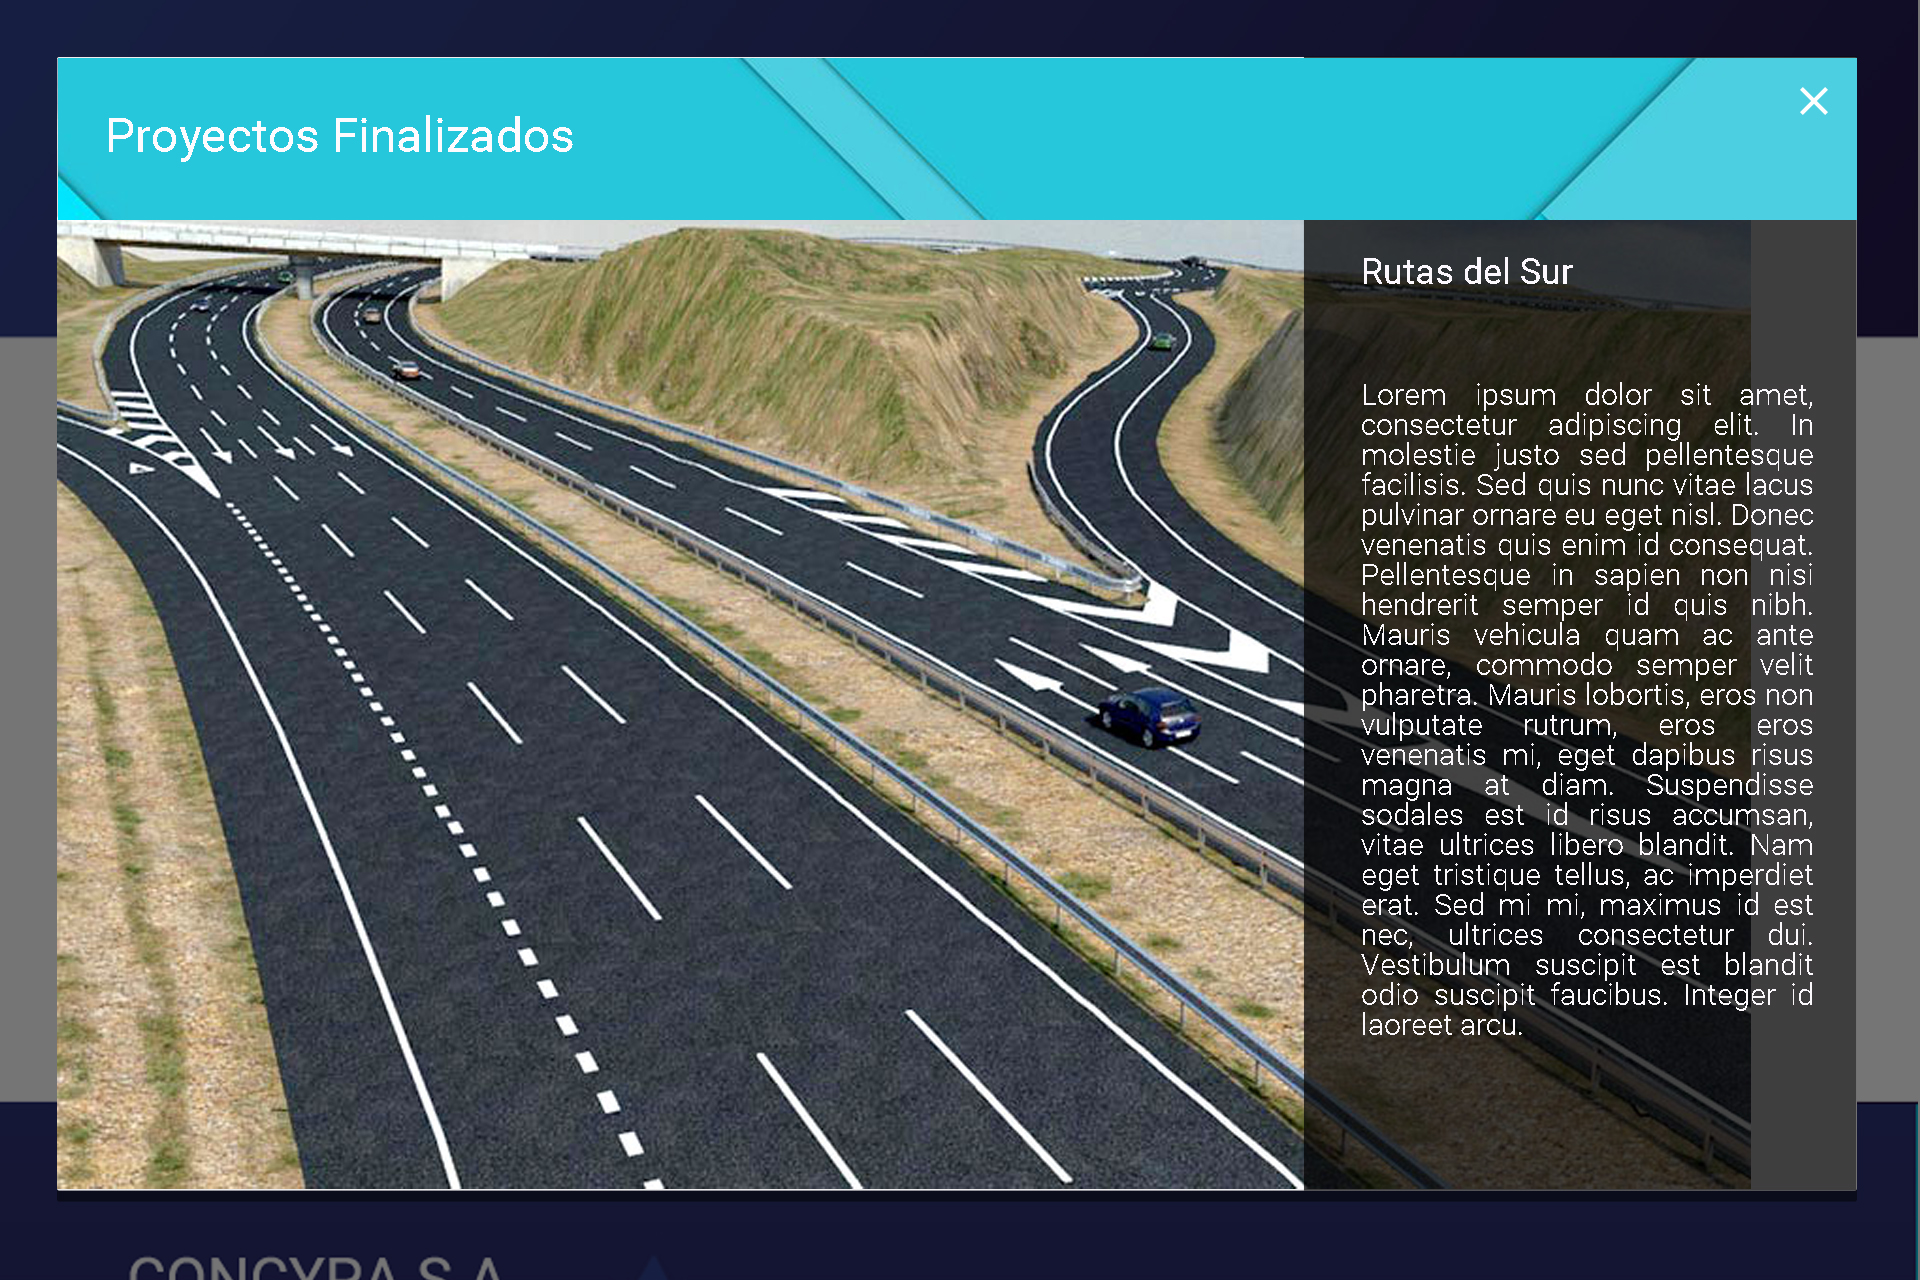 Proyectos Finalizados
Rutas del Sur
Lorem ipsum dolor sit amet,
consectetur adipiscing elit. In
molestie justo sed pellentesque
facilisis. Sed quis nunc vitae lacus
pulvinar ornare eu eget nisl. Donec
venenatis quis enim id consequat.
Pellentesque in sapien non nisi
hendrerit semper id quis nibh.
Mauris vehicula quam ac ante
ornare, commodo semper velit
pharetra. Mauris lobortis, eros non
vulputate rutrum, eros eros
venenatis mi, eget dapibus risus
magna at diam. Suspendisse
sodales est id risus accumsan,
vitae ultrices libero blandit. Nam
eget tristique tellus, ac imperdiet
erat. Sed mi mi, maximus id est
nec, ultrices consectetur dui.
Vestibulum suscipit est blandit
odio suscipit faucibus. Integer id
laoreet arcu.
S.A.